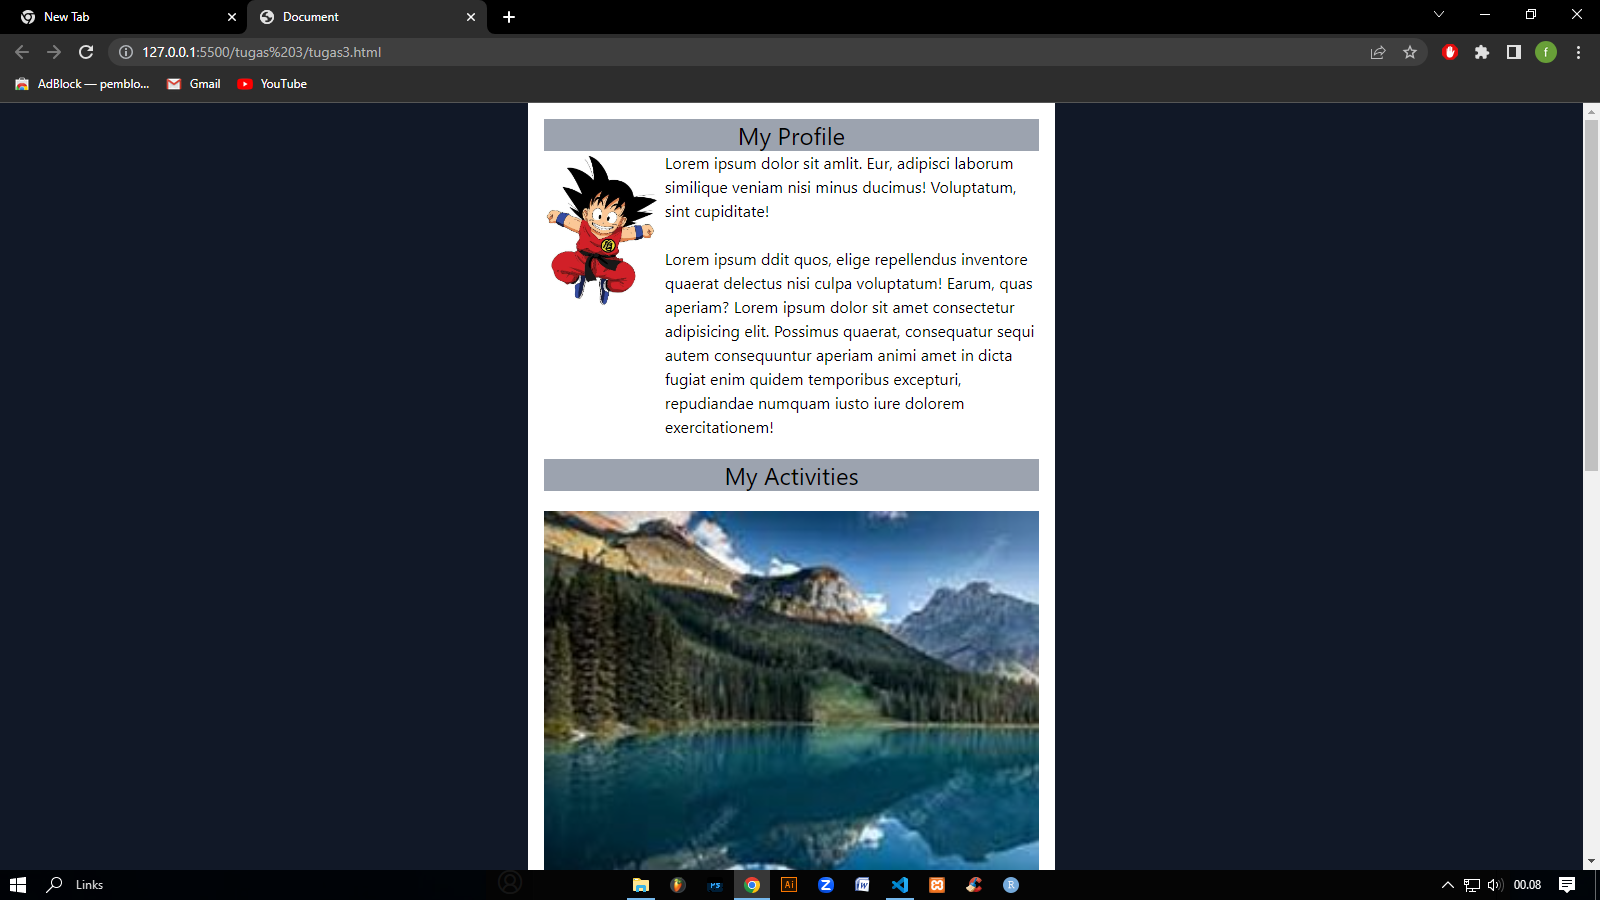 New Tab
Document
127.0.0.1:5500/tugas%203/tugas3.html
f
AdBlock — pemblo...
Gmail
YouTube
My Profile
Lorem ipsum dolor sit amlit. Eur, adipisci laborum
similique veniam nisi minus ducimus! Voluptatum,
sint cupiditate!
Lorem ipsum ddit quos, elige repellendus inventore
quaerat delectus nisi culpa voluptatum! Earum, quas
aperiam? Lorem ipsum dolor sit amet consectetur
adipisicing elit. Possimus quaerat, consequatur sequi
autem consequuntur aperiam animi amet in dicta
fugiat enim quidem temporibus excepturi,
repudiandae numquam iusto iure dolorem
exercitationem!
My Activities
Links
Ai
Z
W
R
00.08